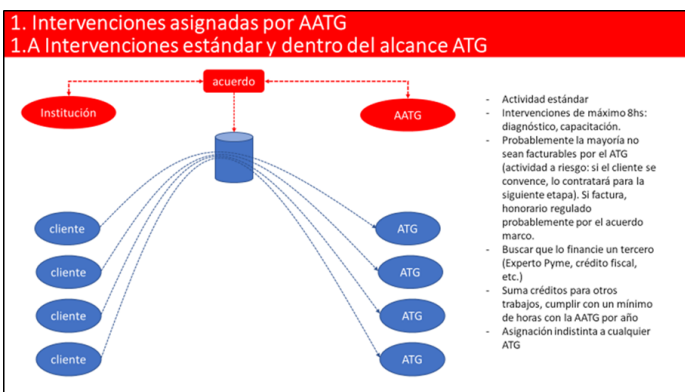 1. Intervenciones asignadas por AATG
1.A Intervenciones estándar y dentro del alcance ATG
acuerdo
Institución
AATG
cliente
ATG
cliente
ATG
cliente
ATG
cliente
ATG
- Actividad estándar
- Intervenciones de máximo 8hs:
diagnóstico, capacitación.
- Probablemente la mayoría no
sean facturables por el ATG
(actividad a riesgo: si el cliente se
convence, lo contratará para la
siguiente etapa). Si factura,
honorario regulado
probablemente por el acuerdo
marco.
- Buscar que lo financie un tercero
(Experto Pyme, crédito fiscal,
etc.)
- Suma créditos para otros
trabajos, cumplir con un mínimo
de horas con la AATG por año
- Asignación indistinta a cualquier
ATG